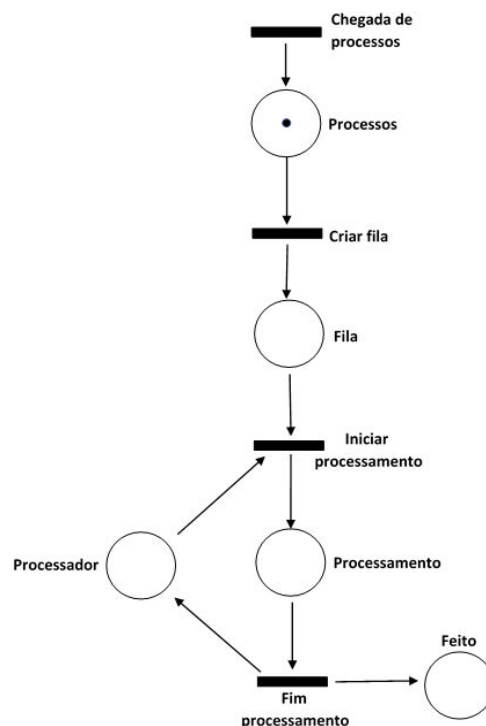 Chegada de
processos
Processos
Criar fila
Fila
Iniciar
processamento
Processador
Processamento
Feito
Fim
processamento